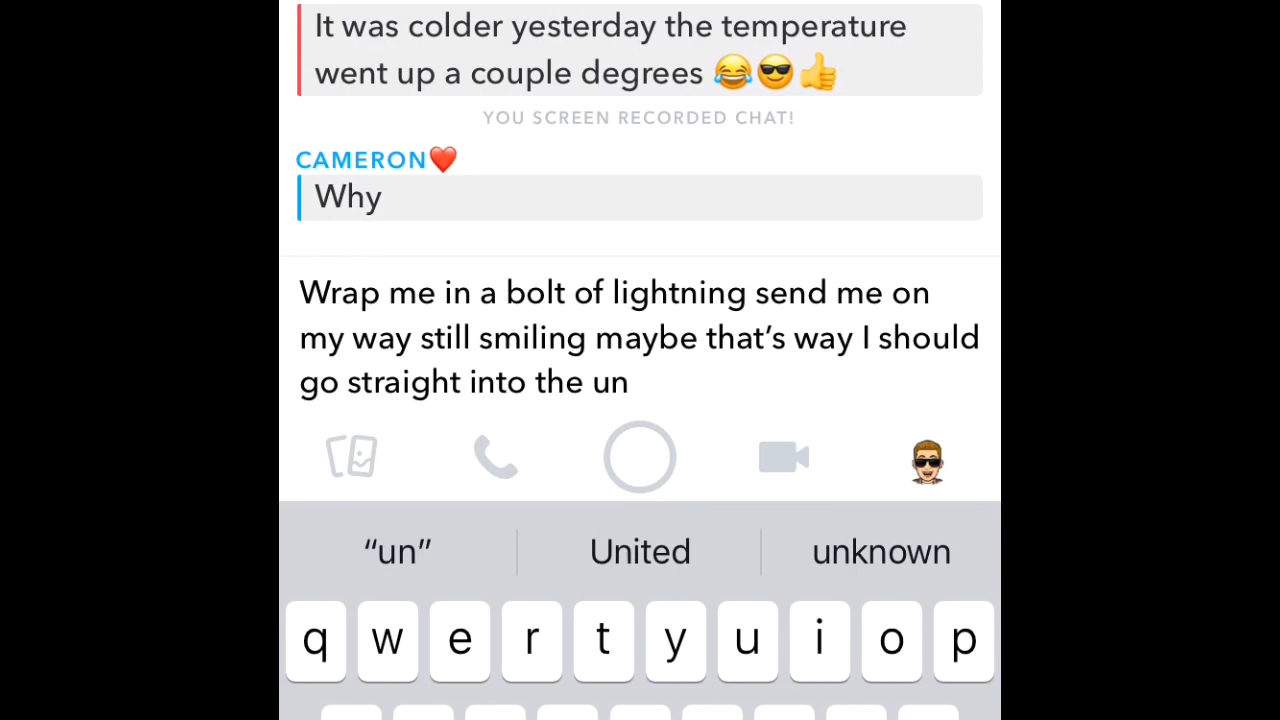 It was colder yesterday the temperature
went up a couple degrees 😂😎👍
YOU SCREEN RECORDED CHAT!
CAMERON❤️
Why
Wrap me in a bolt of lightning send me on
my way still smiling maybe that's way I should
go straight into the un
“un” United unknown
q w e r t y u i o p